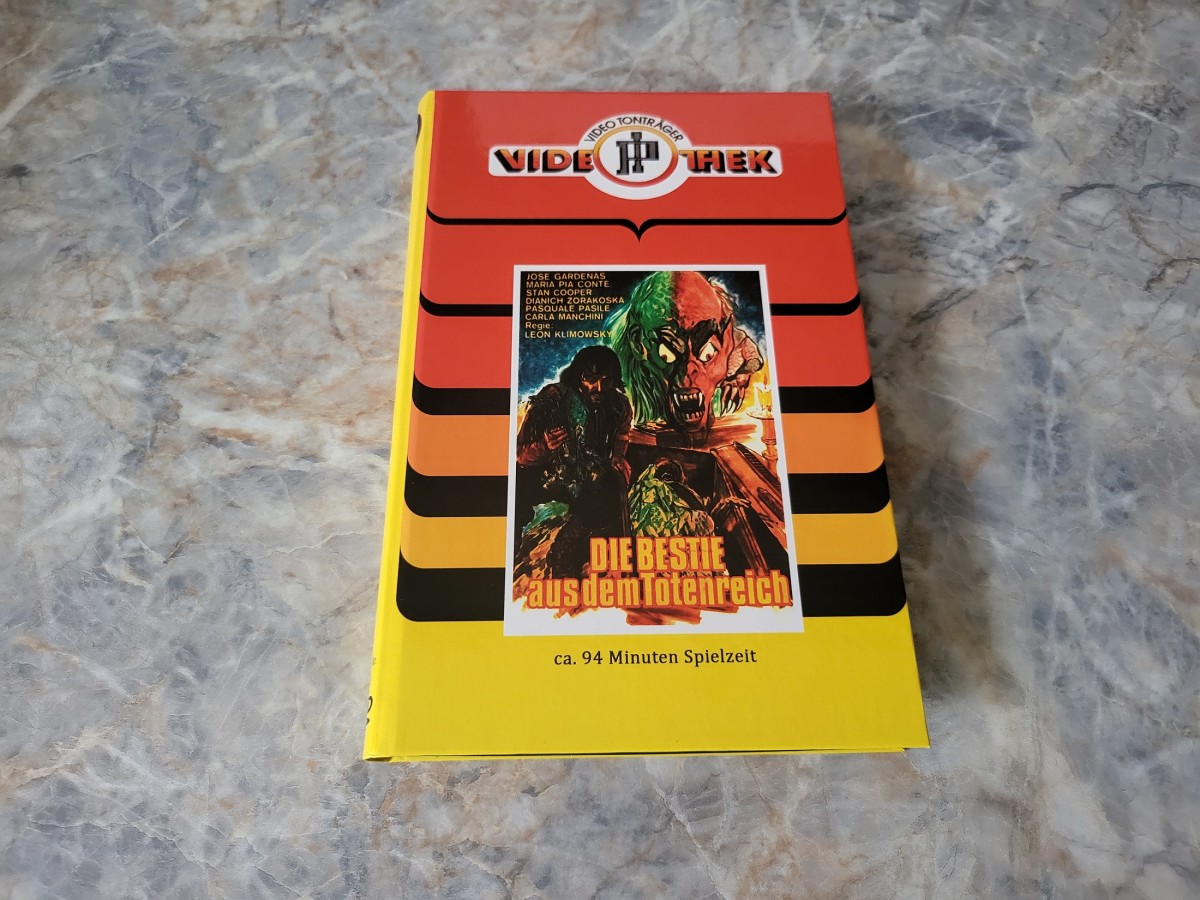 VIDEO TONTRÄGER
VIDEOTHEK
JP
JOSE GARDENAS
MARIA PIA CONTE
STAN COOPER
DIANICH ZORAKOSKA
PASQUALE PASILE
CARLA MANCHINI
Regie:
LEON KLIMOWSKY
DIE BESTIE
aus dem Totenreich
ca. 94 Minuten Spielzeit